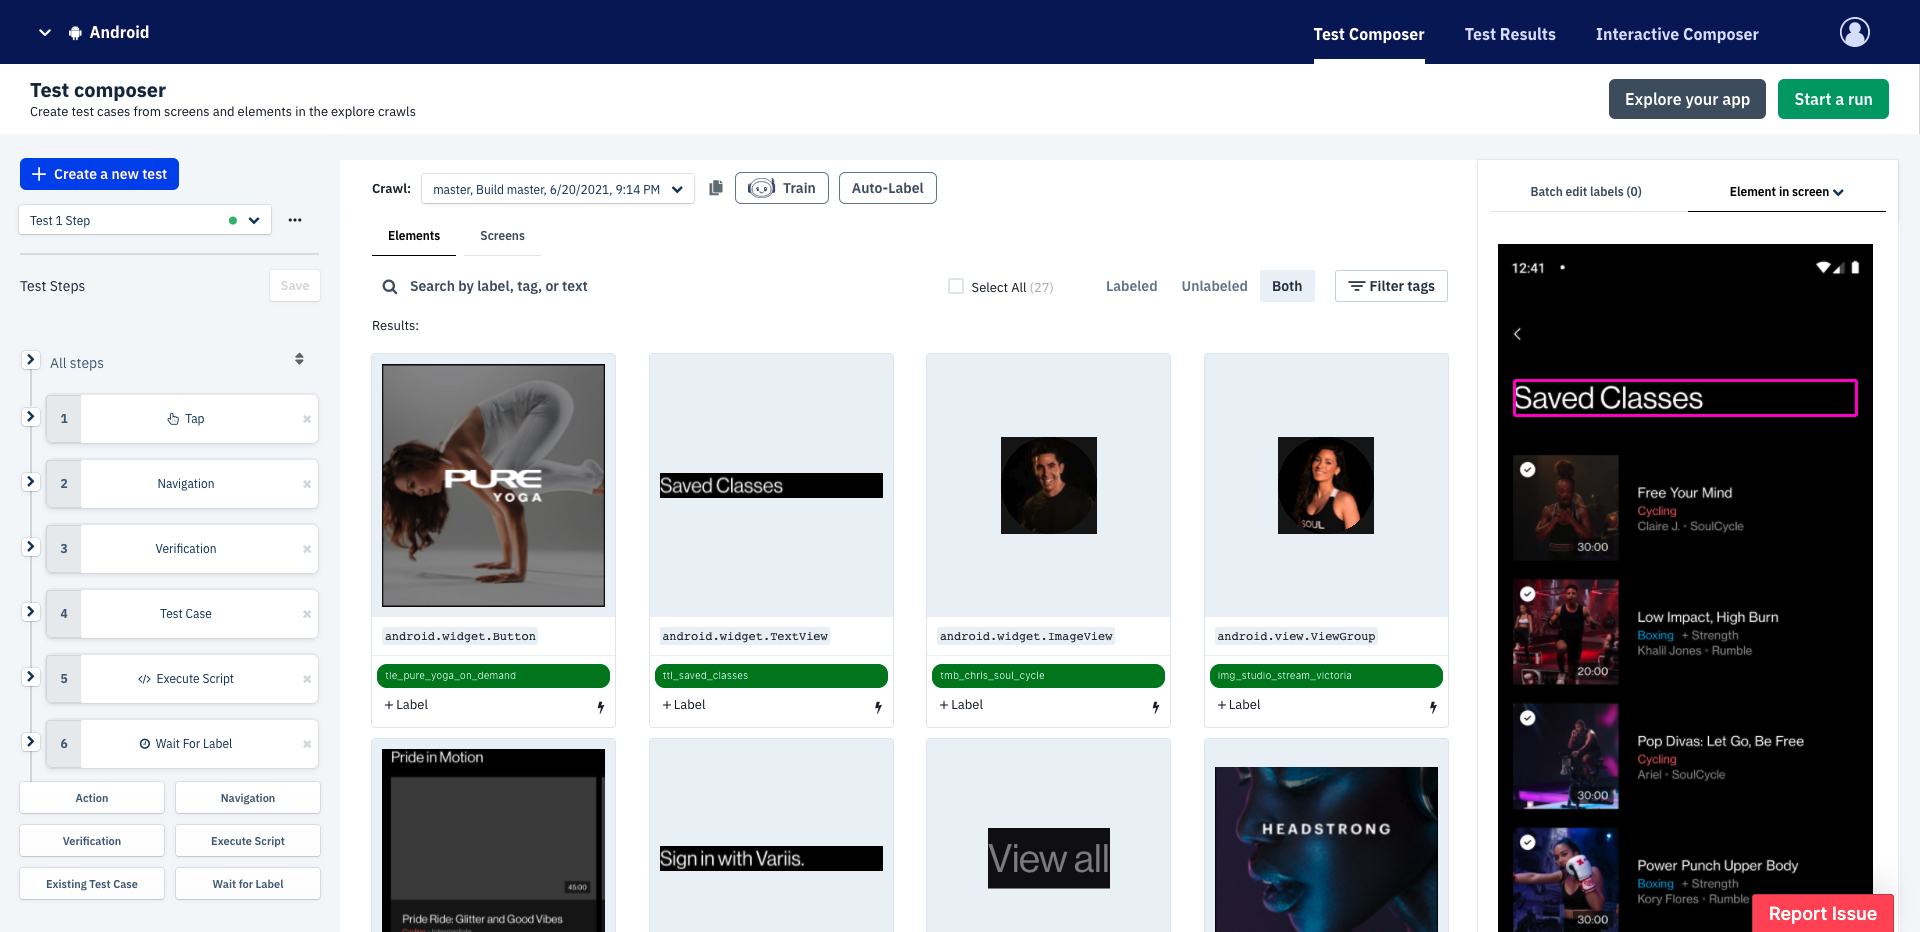 Android
Test Composer
Test Results
Interactive Composer
Test composer
Create test cases from screens and elements in the explore crawls
Explore your app
Start a run
+ Create a new test
Test 1 Step
Test Steps
Save
All steps
1 Tap
2 Navigation
3 Verification
4 Test Case
5 </> Execute Script
6 Wait For Label
Action
Navigation
Verification
Execute Script
Existing Test Case
Wait for Label
Crawl: master, Build master, 6/20/2021, 9:14 PM
Train
Auto-Label
Elements
Screens
Search by label, tag, or text
Select All (27)
Labeled
Unlabeled
Both
Filter tags
Results:
PURE
YOGA
android.widget.Button
tle_pure_yoga_on_demand
+ Label
Saved Classes
android.widget.TextView
ttl_saved_classes
+ Label
android.widget.ImageView
tmb_chris_soul_cycle
+ Label
SOUL
android.view.ViewGroup
img_studio_stream_victoria
+ Label
Pride in Motion
45:00
Pride Ride: Glitter and Good Vibes
Sign in with Variis.
View all
HEADSTRONG
Batch edit labels (0)
Element in screen
12:41
Saved Classes
30:00
Free Your Mind
Cycling
Claire J. • SoulCycle
20:00
Low Impact, High Burn
Boxing + Strength
Khalil Jones • Rumble
30:00
Pop Divas: Let Go, Be Free
Cycling
Ariel • SoulCycle
30:00
Power Punch Upper Body
Boxing + Strength
Kory Flores • Rumble
Report Issue